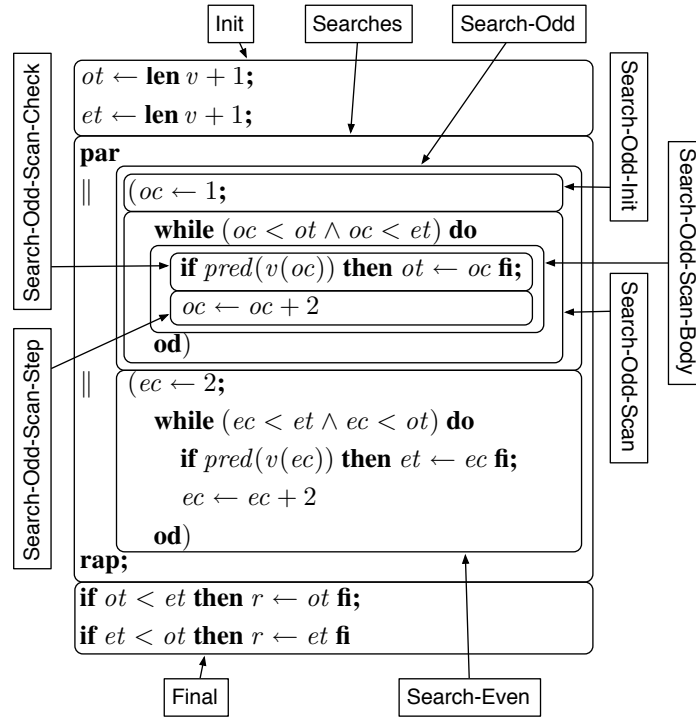 Init
Searches
Search-Odd
ot ← len v + 1;
et ← len v + 1;
par
|| (oc ← 1;
while (oc < ot ∧ oc < et) do
if pred(v(oc)) then ot ← oc fi;
oc ← oc + 2
od)
|| (ec ← 2;
while (ec < et ∧ ec < ot) do
if pred(v(ec)) then et ← ec fi;
ec ← ec + 2
od)
rap;
if ot < et then r ← ot fi;
if et < ot then r ← et fi
Search-Odd-Scan-Check
Search-Odd-Scan-Step
Search-Odd-Init
Search-Odd-Scan-Body
Search-Odd-Scan
Final
Search-Even